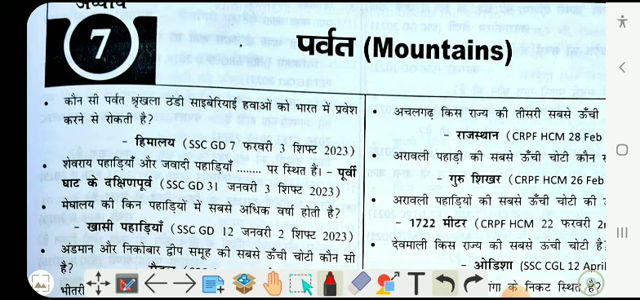 अध्याय
7
पर्वत (Mountains)
• कौन सी पर्वत श्रृंखला ठंडी साइबेरियाई हवाओं को भारत में प्रवेश
करने से रोकती है?
– हिमालय (SSC GD 7 फरवरी 3 शिफ्ट 2023)
• शेवराय पहाड़ियाँ और जवादी पहाड़ियाँ ......... पर स्थित हैं। – पूर्वी
घाट के दक्षिणपूर्व (SSC GD 31 जनवरी 3 शिफ्ट 2023)
• मेघालय की किन पहाड़ियों में सबसे अधिक वर्षा होती है?
– खासी पहाड़ियाँ (SSC GD 12 जनवरी 2 शिफ्ट 2023)
• अंडमान और निकोबार द्वीप समूह की सबसे ऊँची चोटी कौन सी
है?
भीतरी
• अचलगढ़ किस राज्य की तीसरी सबसे ऊँची
– राजस्थान (CRPF HCM 28 Feb
• अरावली पहाड़ी की सबसे ऊँची चोटी कौन
– गुरु शिखर (CRPF HCM 26 Feb
• अरावली पहाड़ियों की सबसे ऊँची चोटी की
– 1722 मीटर (CRPF HCM 22 फरवरी
• देवमाली किस राज्य की सबसे ऊंची चोटी है?
– ओडिशा (SSC CGL 12 April
गंगा के निकट स्थित है?